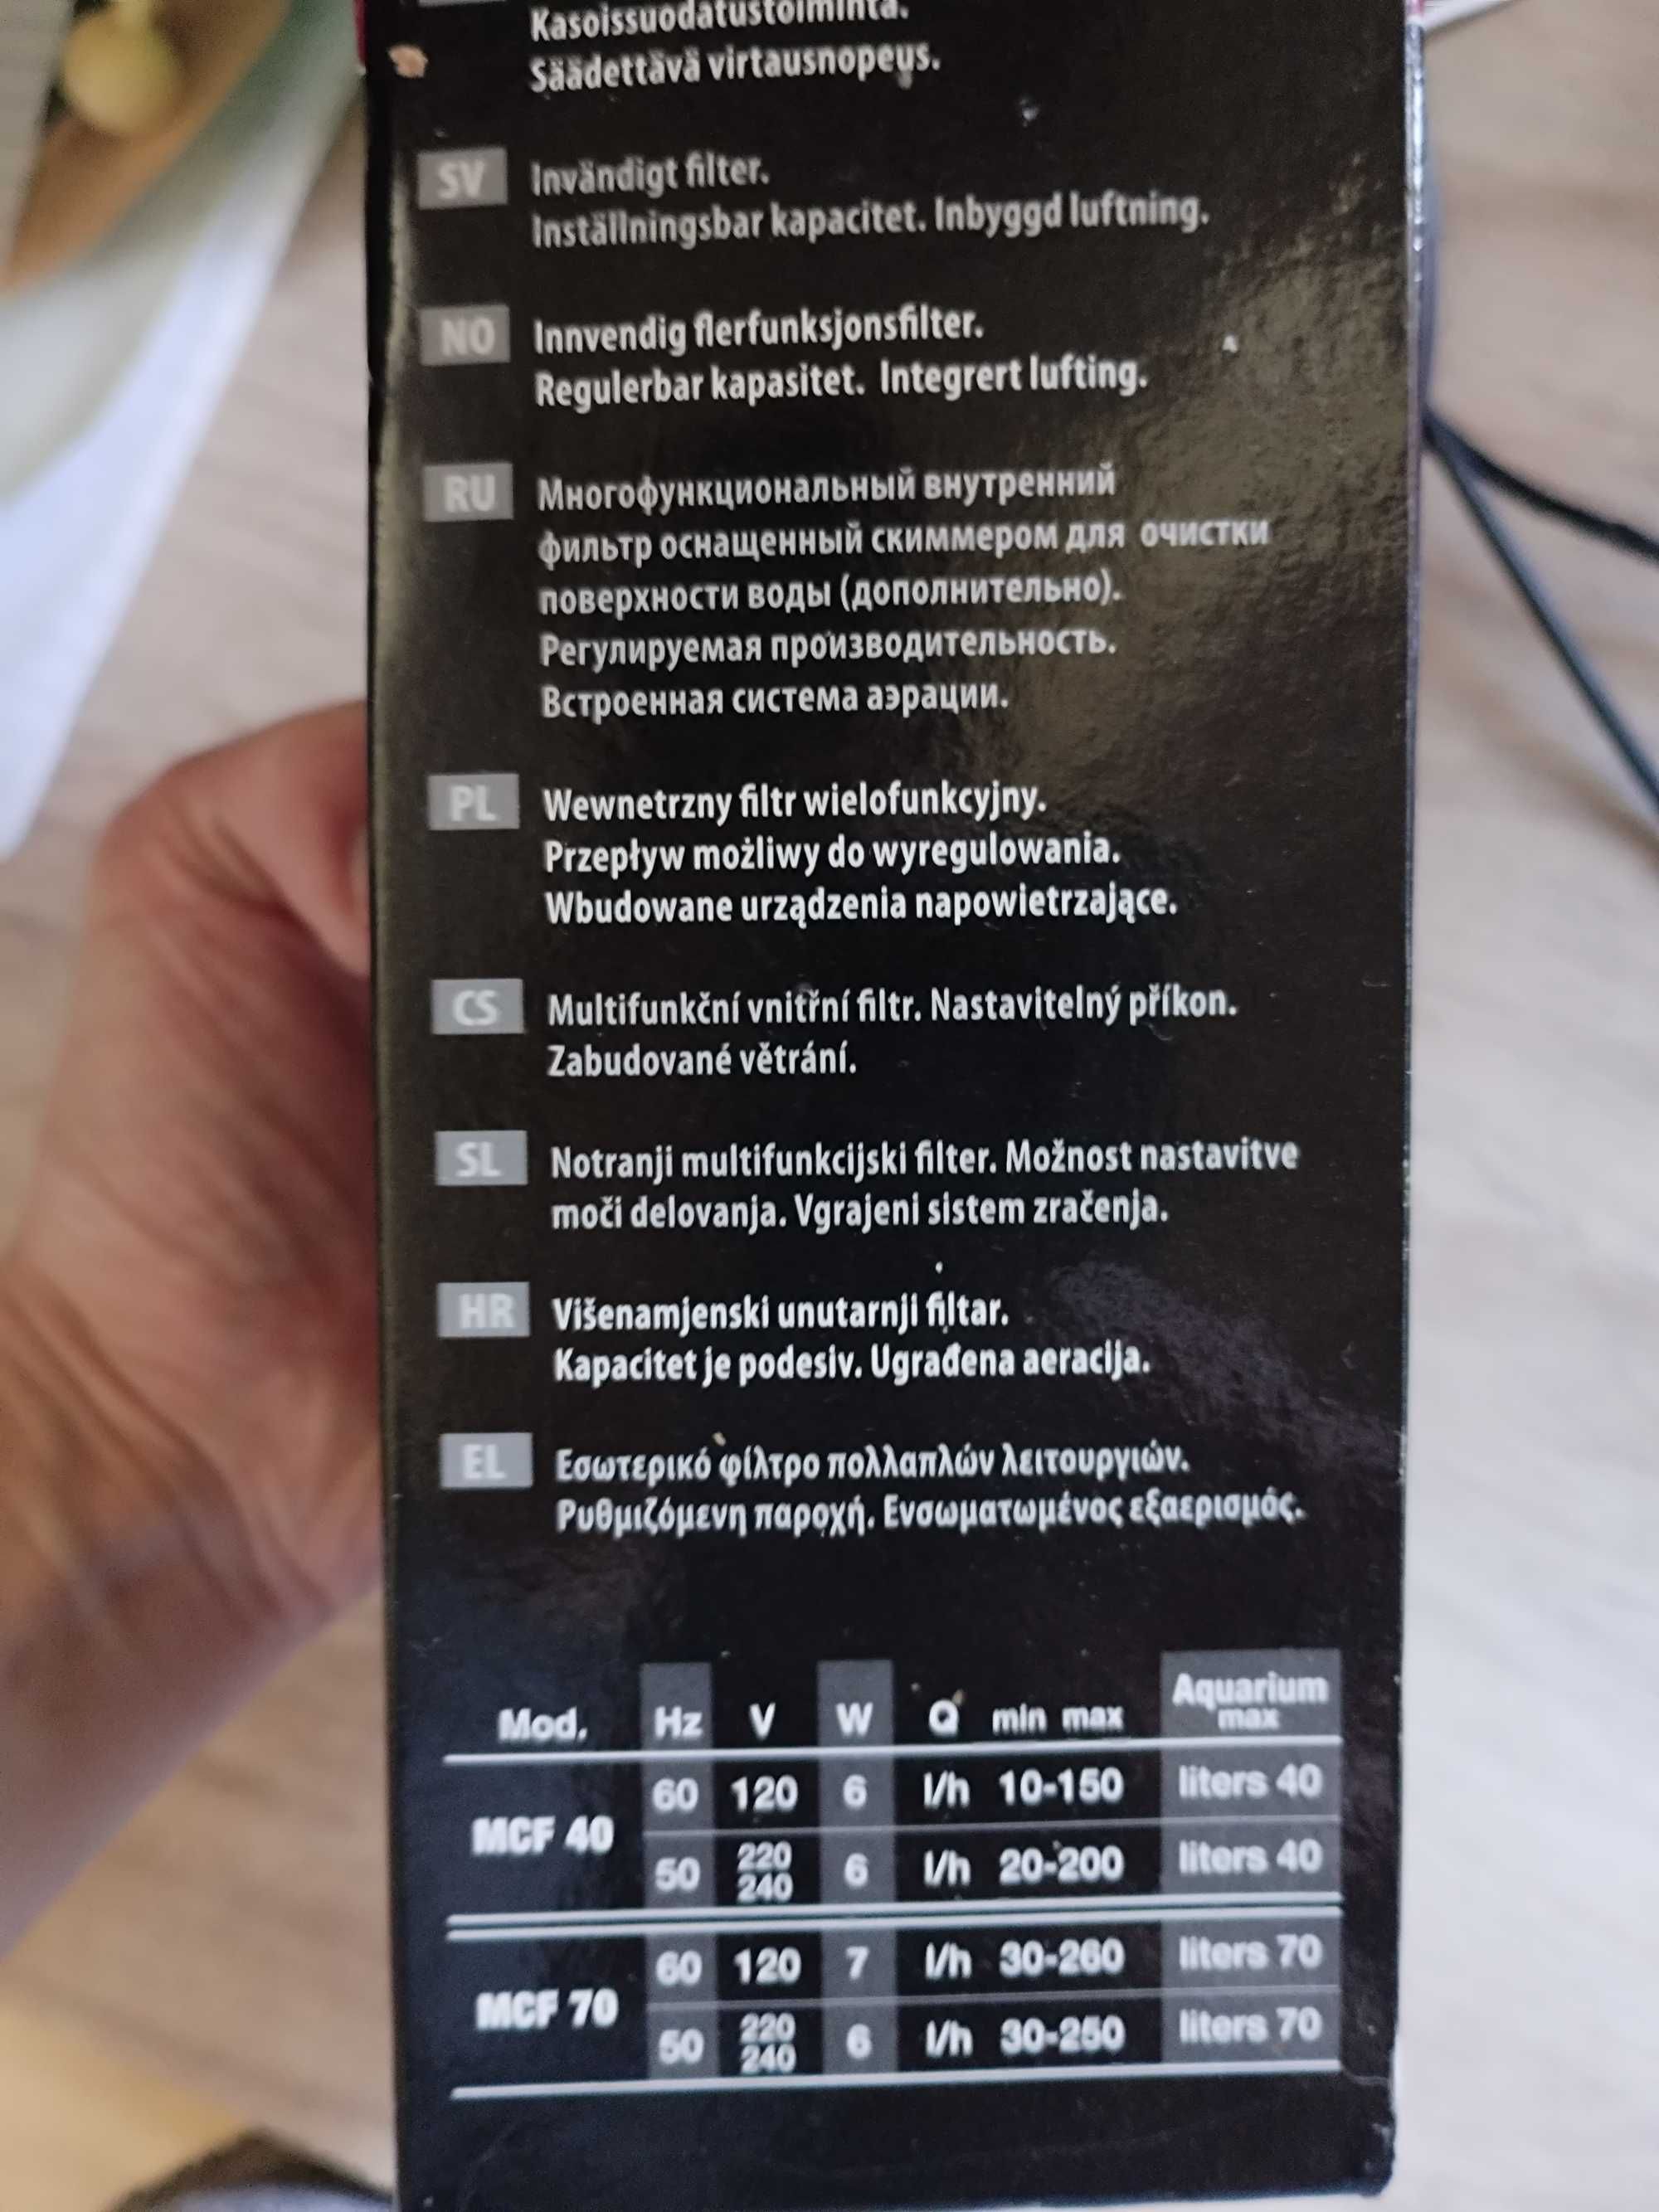 Kasoissuodatustoiminta.
Säädettävä virtausnopeus.
SV Invändigt filter.
Inställningsbar kapacitet. Inbyggd luftning.
NO Innvendig flerfunksjonsfilter.
Regulerbar kapasitet. Integrert lufting.
RU Многофункциональный внутренний
фильтр оснащенный скиммером для очистки
поверхности воды (дополнительно).
Регулируемая производительность.
Встроенная система аэрации.
PL Wewnetrzny filtr wielofunkcyjny.
Przepływ możliwy do wyregulowania.
Wbudowane urządzenia napowietrzające.
CS Multifunkční vnitřní filtr. Nastavitelný příkon.
Zabudované větrání.
SL Notranji multifunkcijski filter. Možnost nastavitve
moči delovanja. Vgrajeni sistem zračenja.
HR Višenamjenski unutarnji filtar.
Kapacitet je podesiv. Ugrađena aeracija.
EL Εσωτερικό φίλτρο πολλαπλών λειτουργιών.
Ρυθμιζόμενη παροχή. Ενσωματωμένος εξαερισμός.
Mod. Hz V W Q min max Aquarium max
MCF 40 60 120 6 l/h 10-150 liters 40
50 220 240 6 l/h 20-200 liters 40
MCF 70 60 120 7 l/h 30-260 liters 70
50 220 240 6 l/h 30-250 liters 70